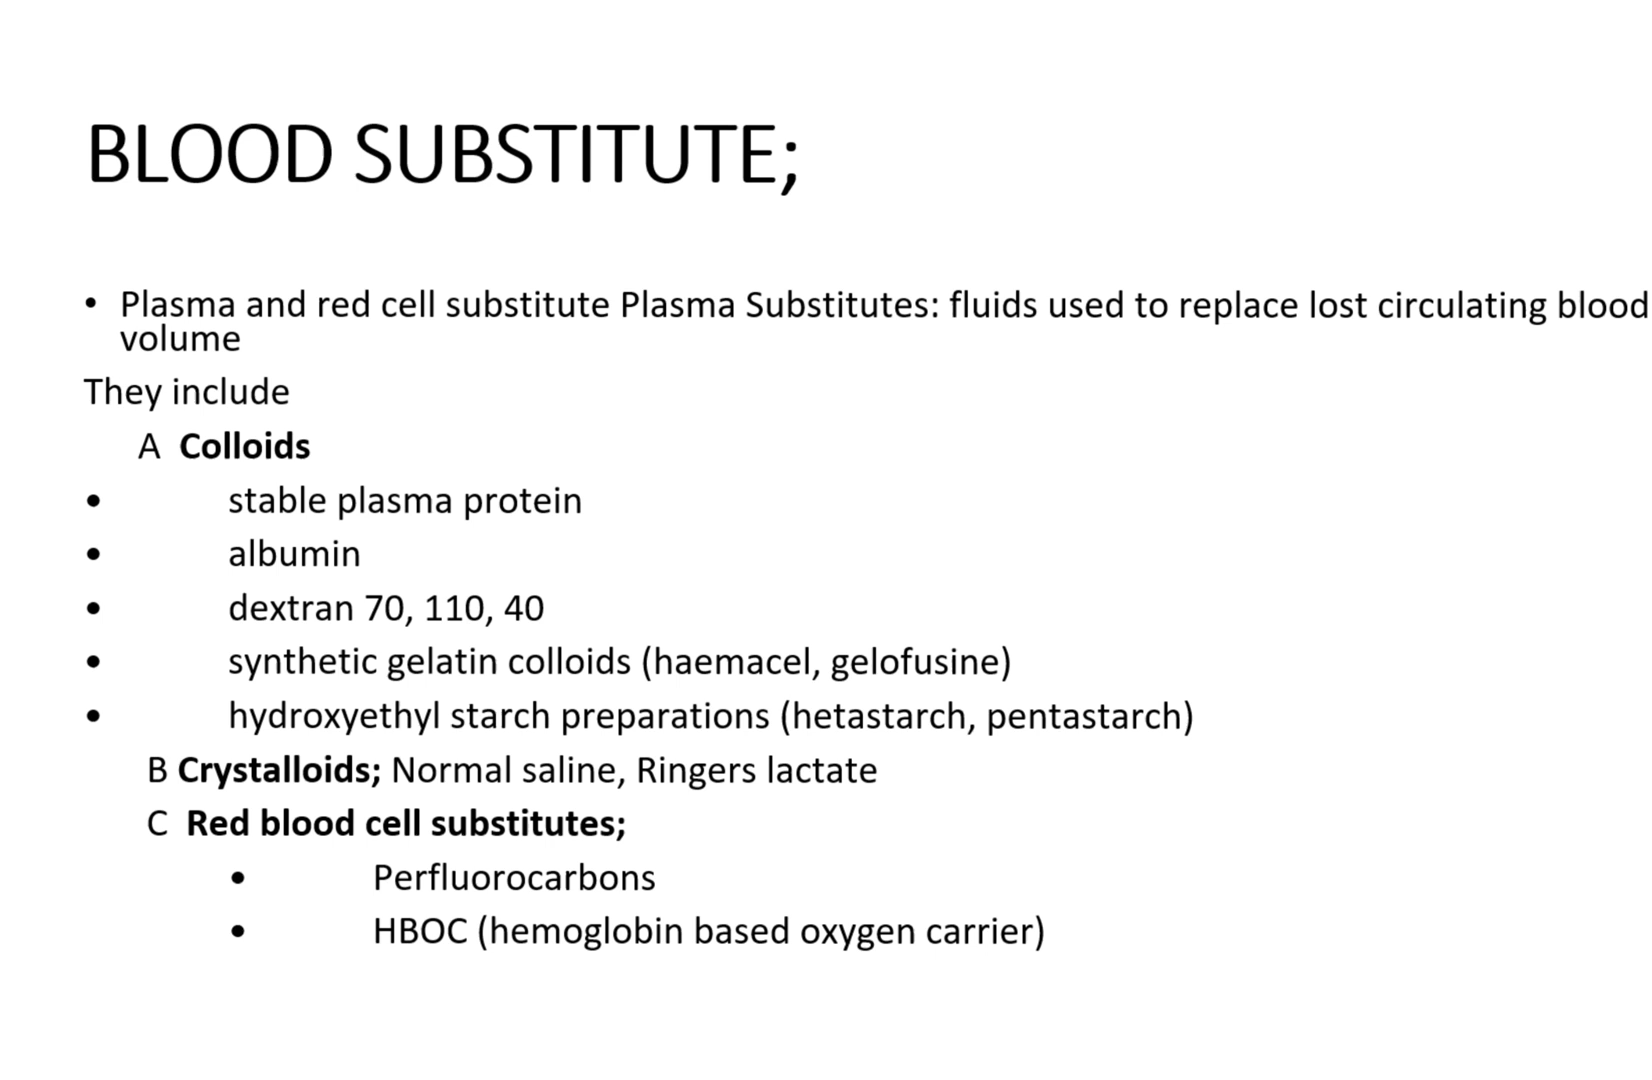 BLOOD SUBSTITUTE;
• Plasma and red cell substitute Plasma Substitutes: fluids used to replace lost circulating blood
volume
They include
A Colloids
• stable plasma protein
• albumin
• dextran 70, 110, 40
• synthetic gelatin colloids (haemacel, gelofusine)
• hydroxyethyl starch preparations (hetastarch, pentastarch)
B Crystalloids; Normal saline, Ringers lactate
C Red blood cell substitutes;
• Perfluorocarbons
• HBOC (hemoglobin based oxygen carrier)